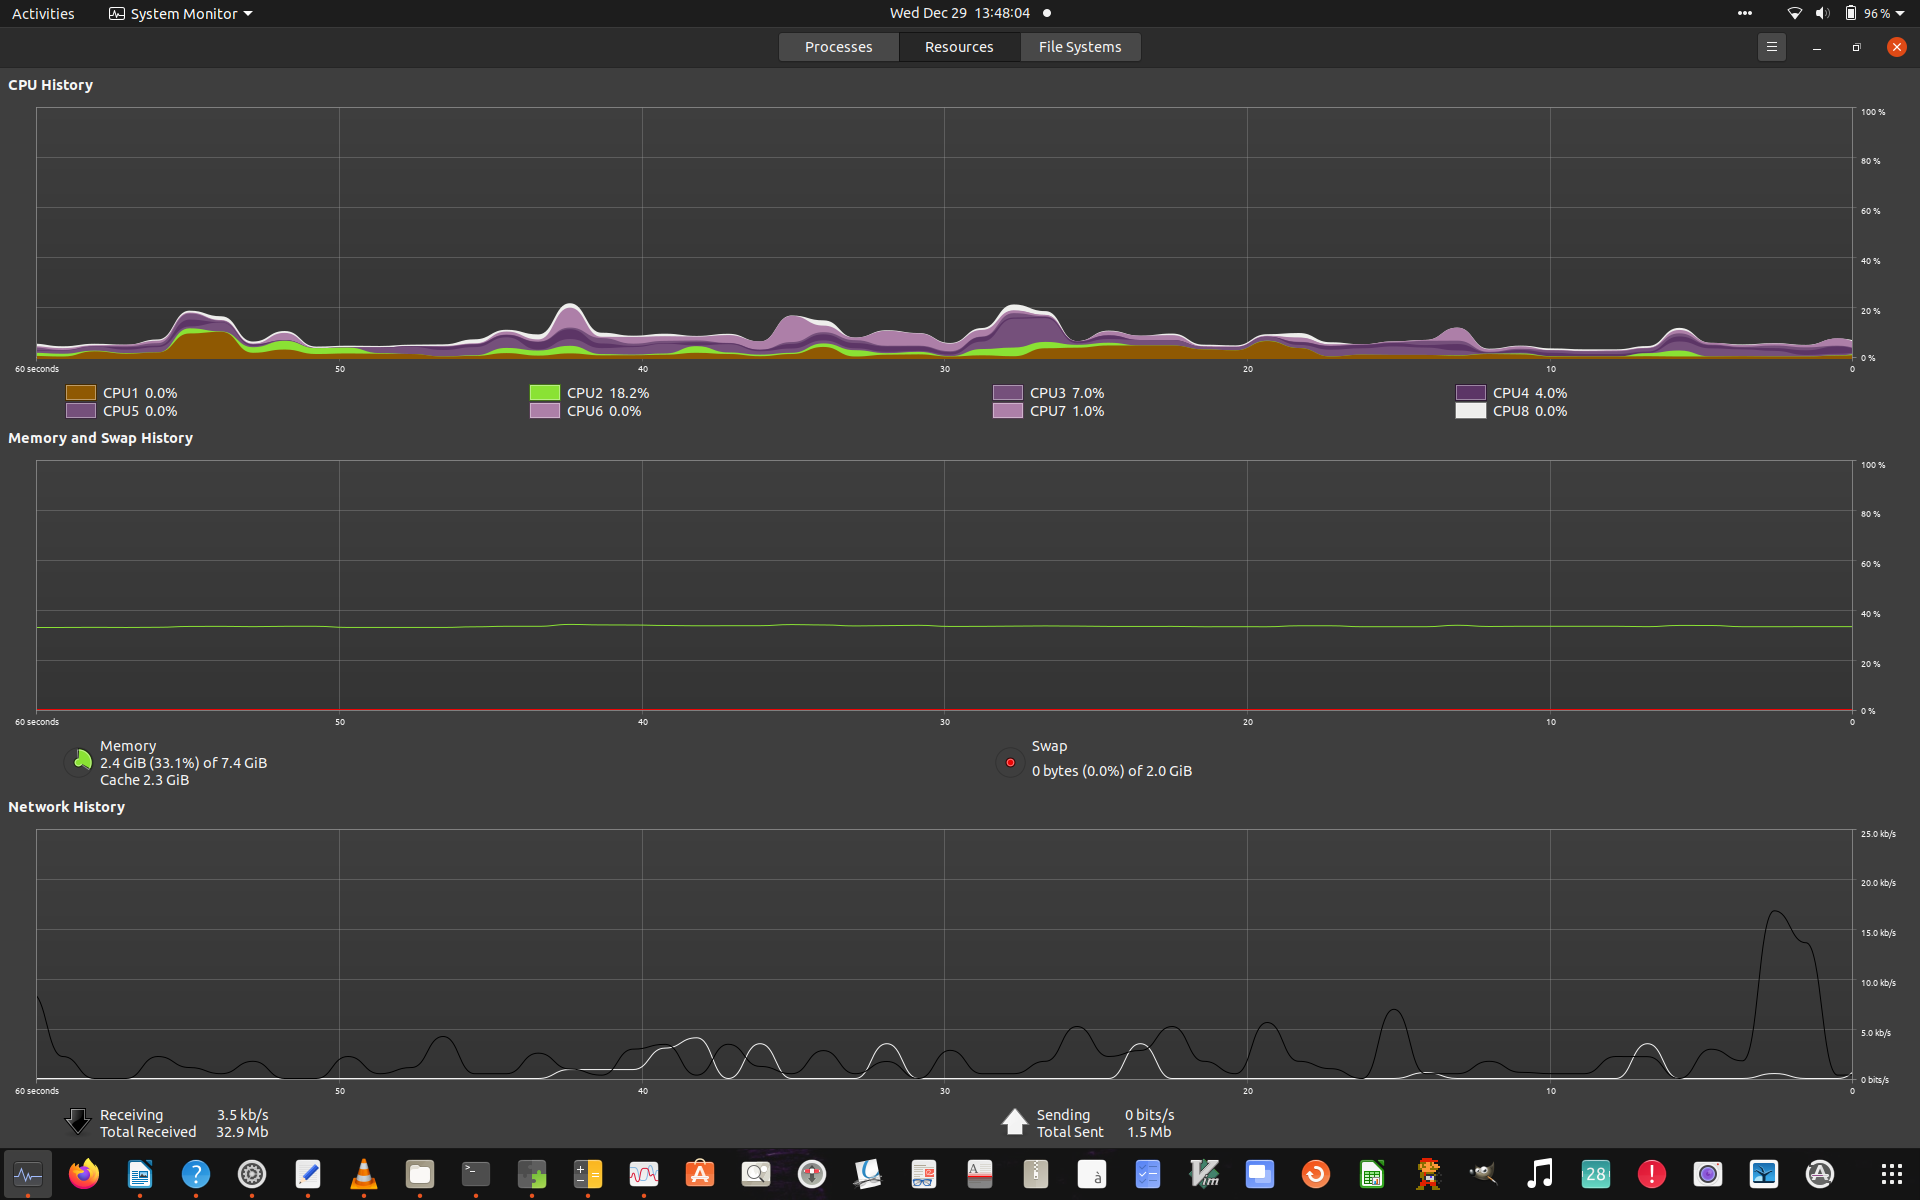 Activities System Monitor Wed Dec 29 13:48:04 96 %
Processes Resources File Systems
CPU History
100 %
80 %
60 %
40 %
20 %
0 %
60 seconds 50 40 30 20 10 0
CPU1 0.0% CPU2 18.2% CPU3 7.0% CPU4 4.0%
CPU5 0.0% CPU6 0.0% CPU7 1.0% CPU8 0.0%
Memory and Swap History
100 %
80 %
60 %
40 %
20 %
0 %
60 seconds 50 40 30 20 10 0
Memory
2.4 GiB (33.1%) of 7.4 GiB
Cache 2.3 GiB
Swap
0 bytes (0.0%) of 2.0 GiB
Network History
25.0 kb/s
20.0 kb/s
15.0 kb/s
10.0 kb/s
5.0 kb/s
0 bits/s
60 seconds 50 40 30 20 10 0
Receiving 3.5 kb/s
Total Received 32.9 Mb
Sending 0 bits/s
Total Sent 1.5 Mb
? >_ A A à Vim 28 ! A